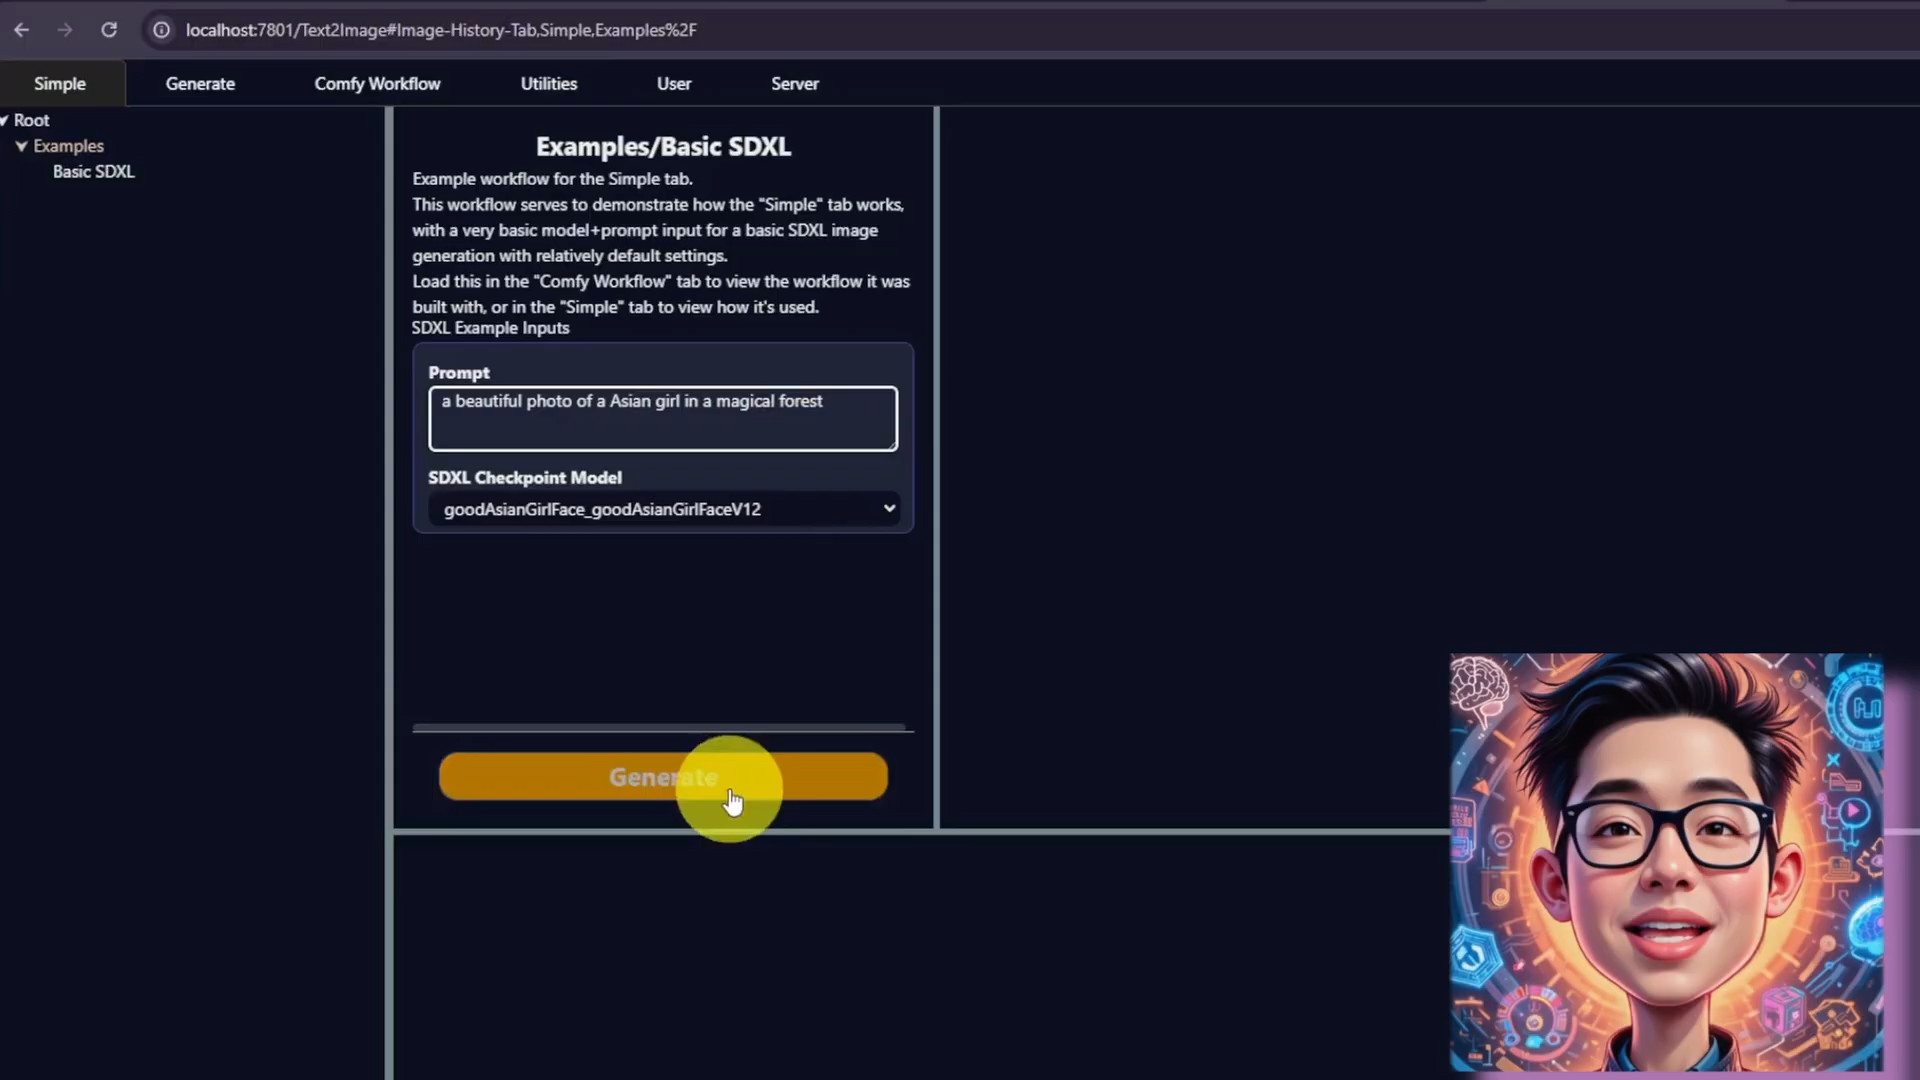 localhost:7801/Text2Image#Image-History-Tab,Simple,Examples%2F
Simple Generate Comfy Workflow Utilities User Server
Root
Examples
Basic SDXL
Examples/Basic SDXL
Example workflow for the Simple tab.
This workflow serves to demonstrate how the "Simple" tab works,
with a very basic model+prompt input for a basic SDXL image
generation with relatively default settings.
Load this in the "Comfy Workflow" tab to view the workflow it was
built with, or in the "Simple" tab to view how it's used.
SDXL Example Inputs
Prompt
a beautiful photo of a Asian girl in a magical forest
SDXL Checkpoint Model
goodAsianGirlFace_goodAsianGirlFaceV12
Generate